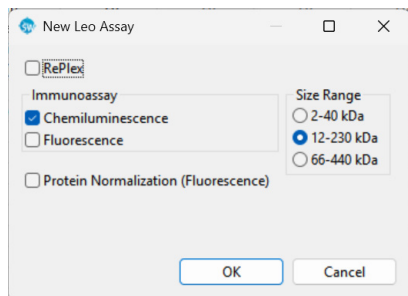 New Leo Assay
RePlex
Immunoassay
Chemiluminescence
Fluorescence
Size Range
2-40 kDa
12-230 kDa
66-440 kDa
Protein Normalization (Fluorescence)
OK
Cancel